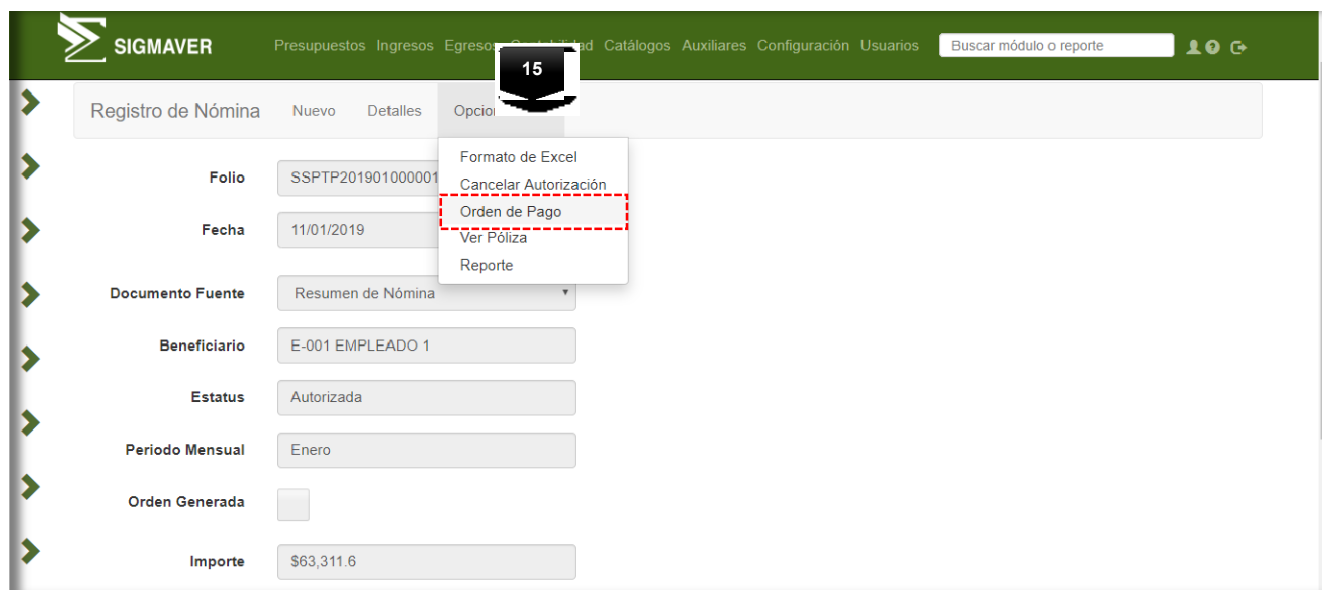 SIGMAVER
Presupuestos Ingresos Egresos Catálogos Auxiliares Configuración Usuarios Buscar módulo o reporte
15
Registro de Nómina Nuevo Detalles
Formato de Excel
Cancelar Autorización
Orden de Pago
Ver Póliza
Reporte
Folio SSPTP201901000001
Fecha 11/01/2019
Documento Fuente Resumen de Nómina
Beneficiario E-001 EMPLEADO 1
Estatus Autorizada
Periodo Mensual Enero
Orden Generada
Importe $63,311.6